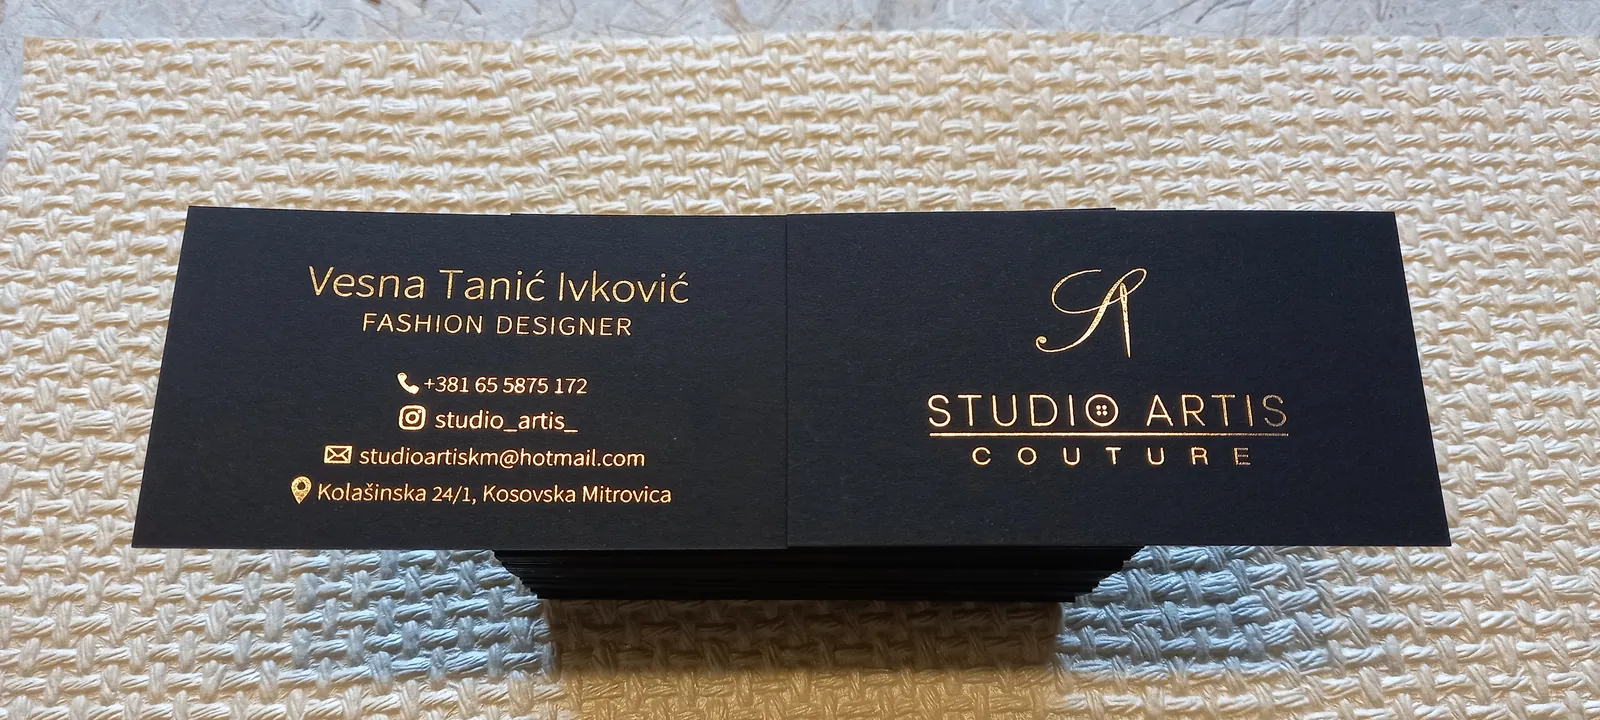 Vesna Tanić Ivković
FASHION DESIGNER
+381 65 5875 172
studio_artis_
studioartiskm@hotmail.com
Kolašinska 24/1, Kosovska Mitrovica
SA
STUDIO ARTIS
COUTURE